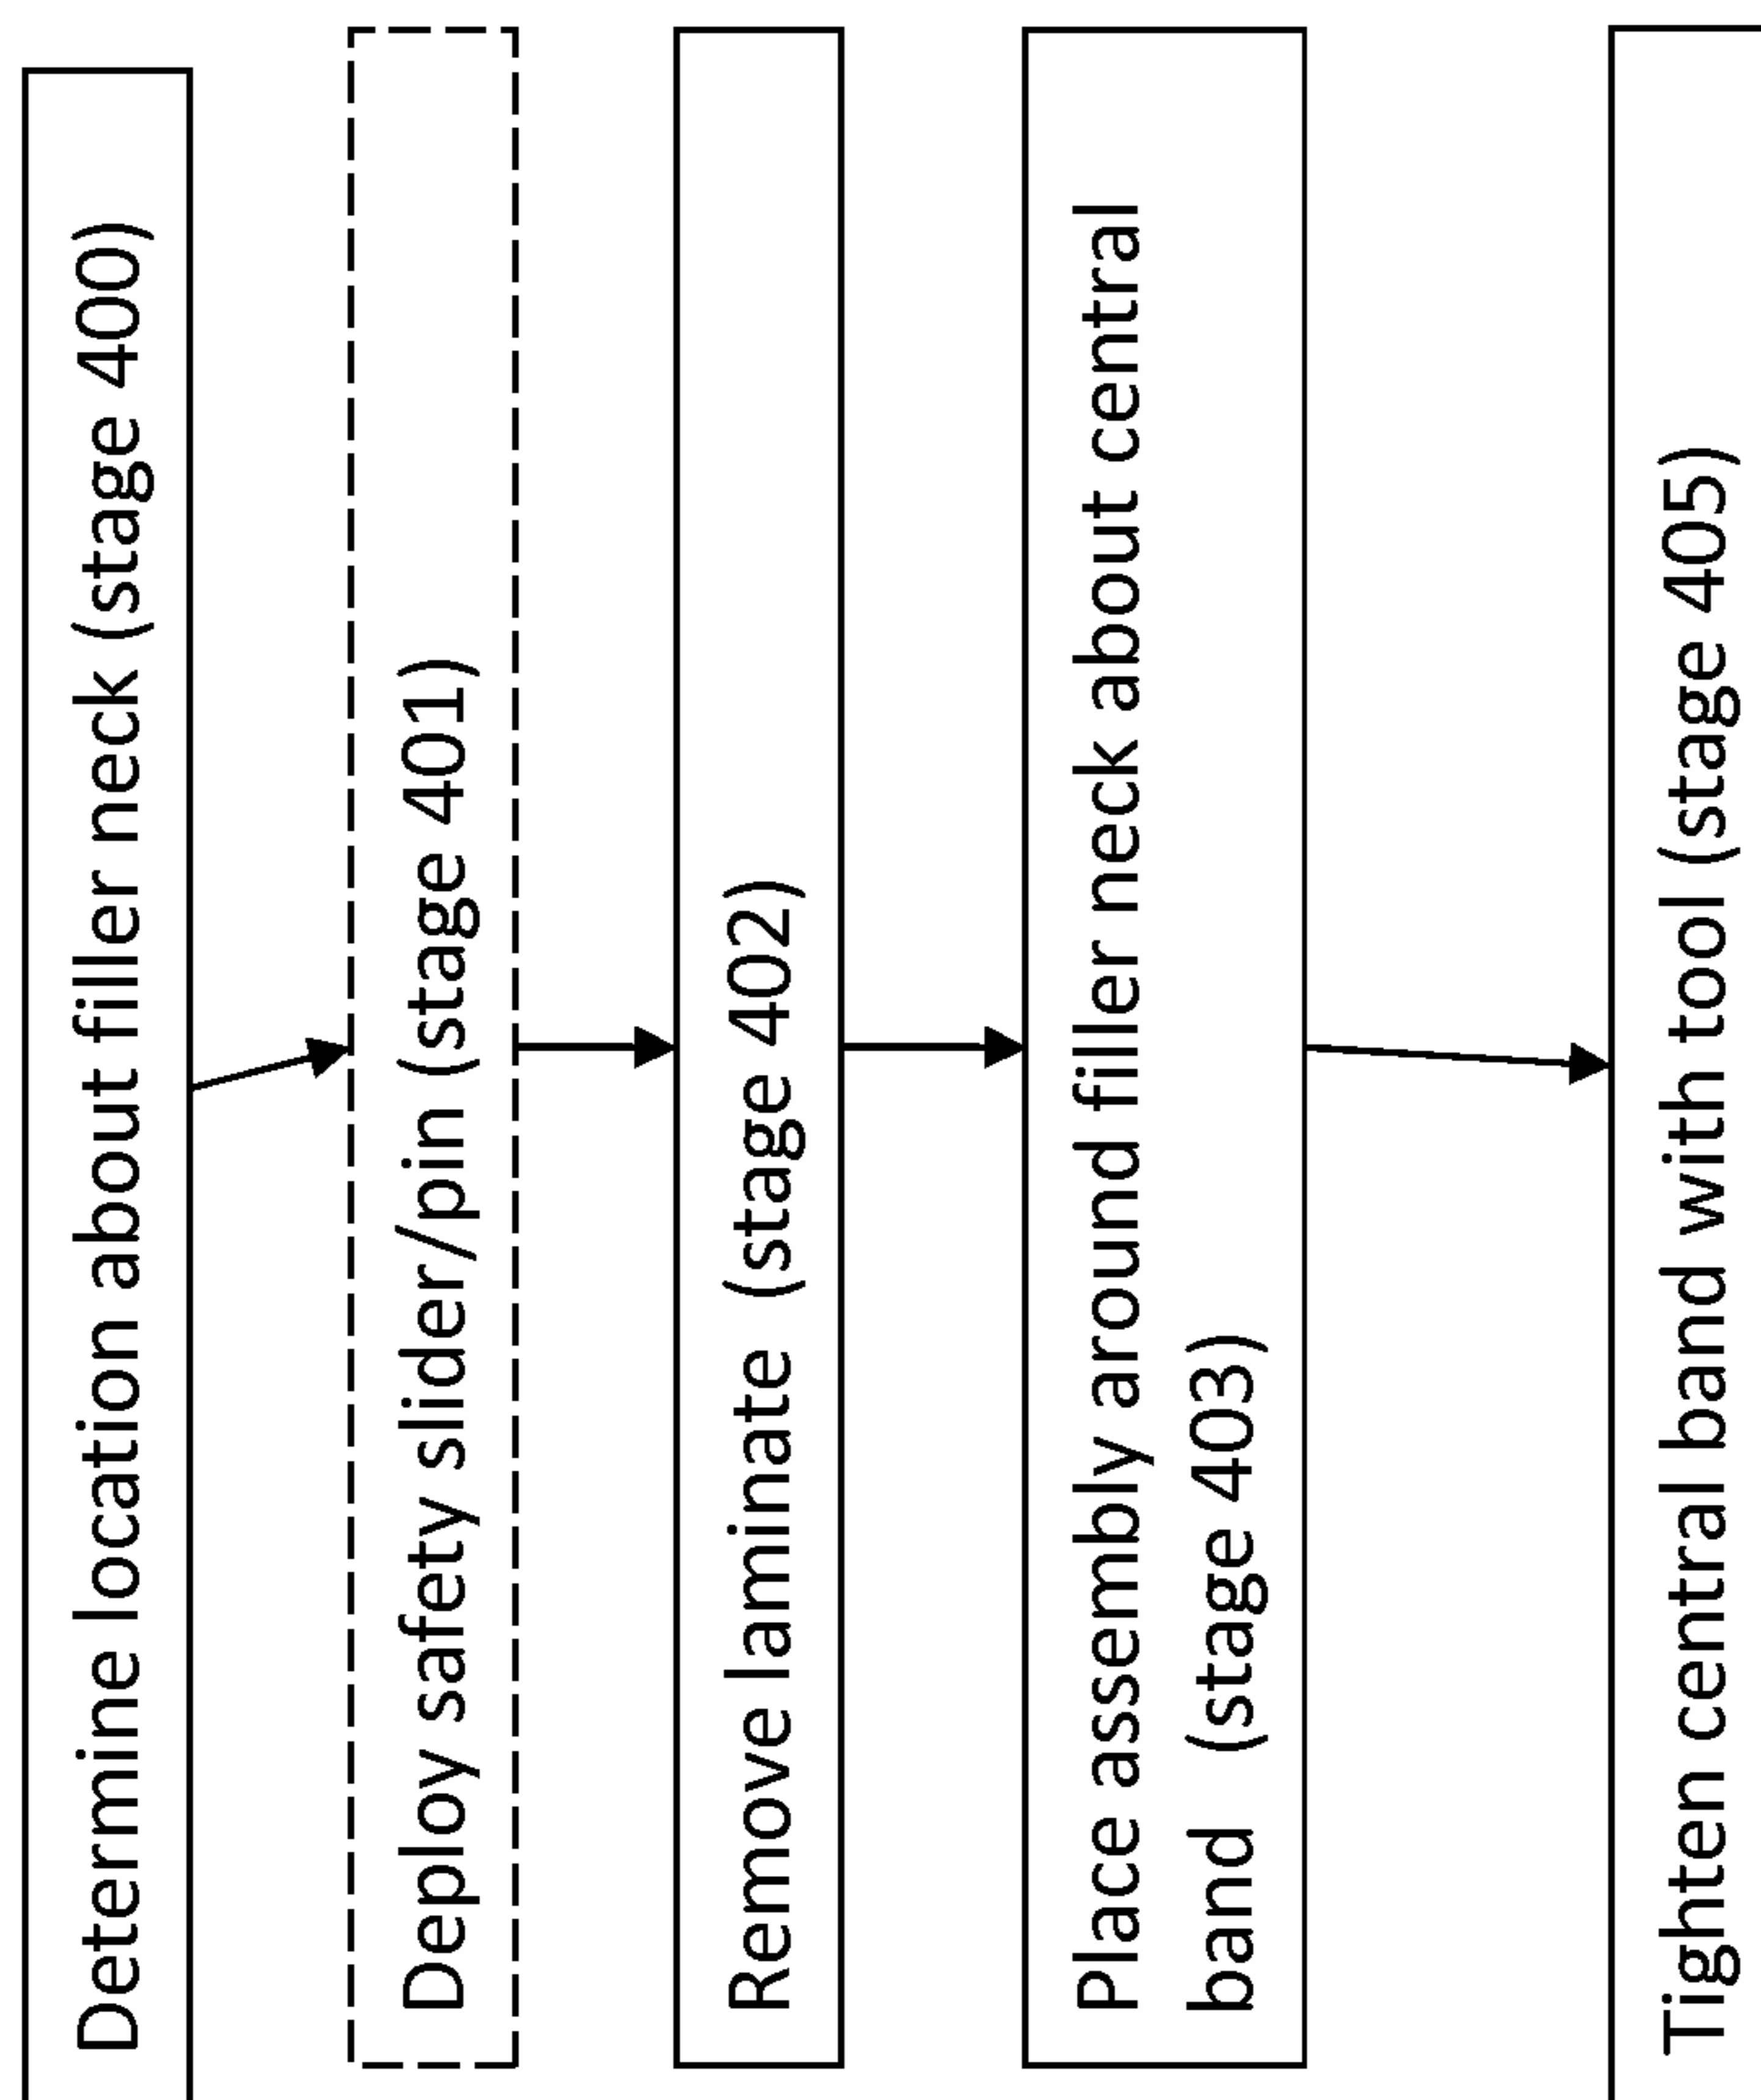 Determine location about filler neck (stage 400)
Deploy safety slider/pin (stage 401)
Remove laminate (stage 402)
Place assembly around filler neck about central
band (stage 403)
Tighten central band with tool (stage 405)